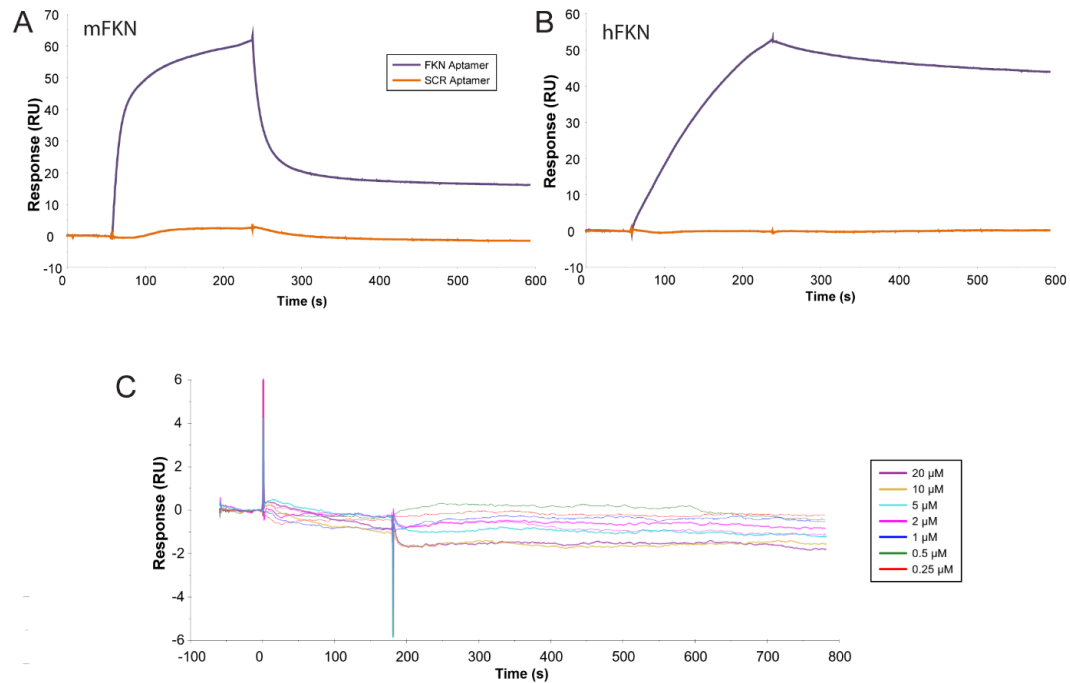 A
mFKN
70
60
50
40
30
20
10
0
-10
0
100
200
300
400
500
600
Response (RU)
Time (s)
FKN Aptamer
SCR Aptamer
B
hFKN
60
50
40
30
20
10
0
-10
0
100
200
300
400
500
600
Response (RU)
Time (s)
C
6
4
2
0
-2
-4
-6
-100
0
100
200
300
400
500
600
700
800
Response (RU)
Time (s)
20 µM
10 µM
5 µM
2 µM
1 µM
0.5 µM
0.25 µM